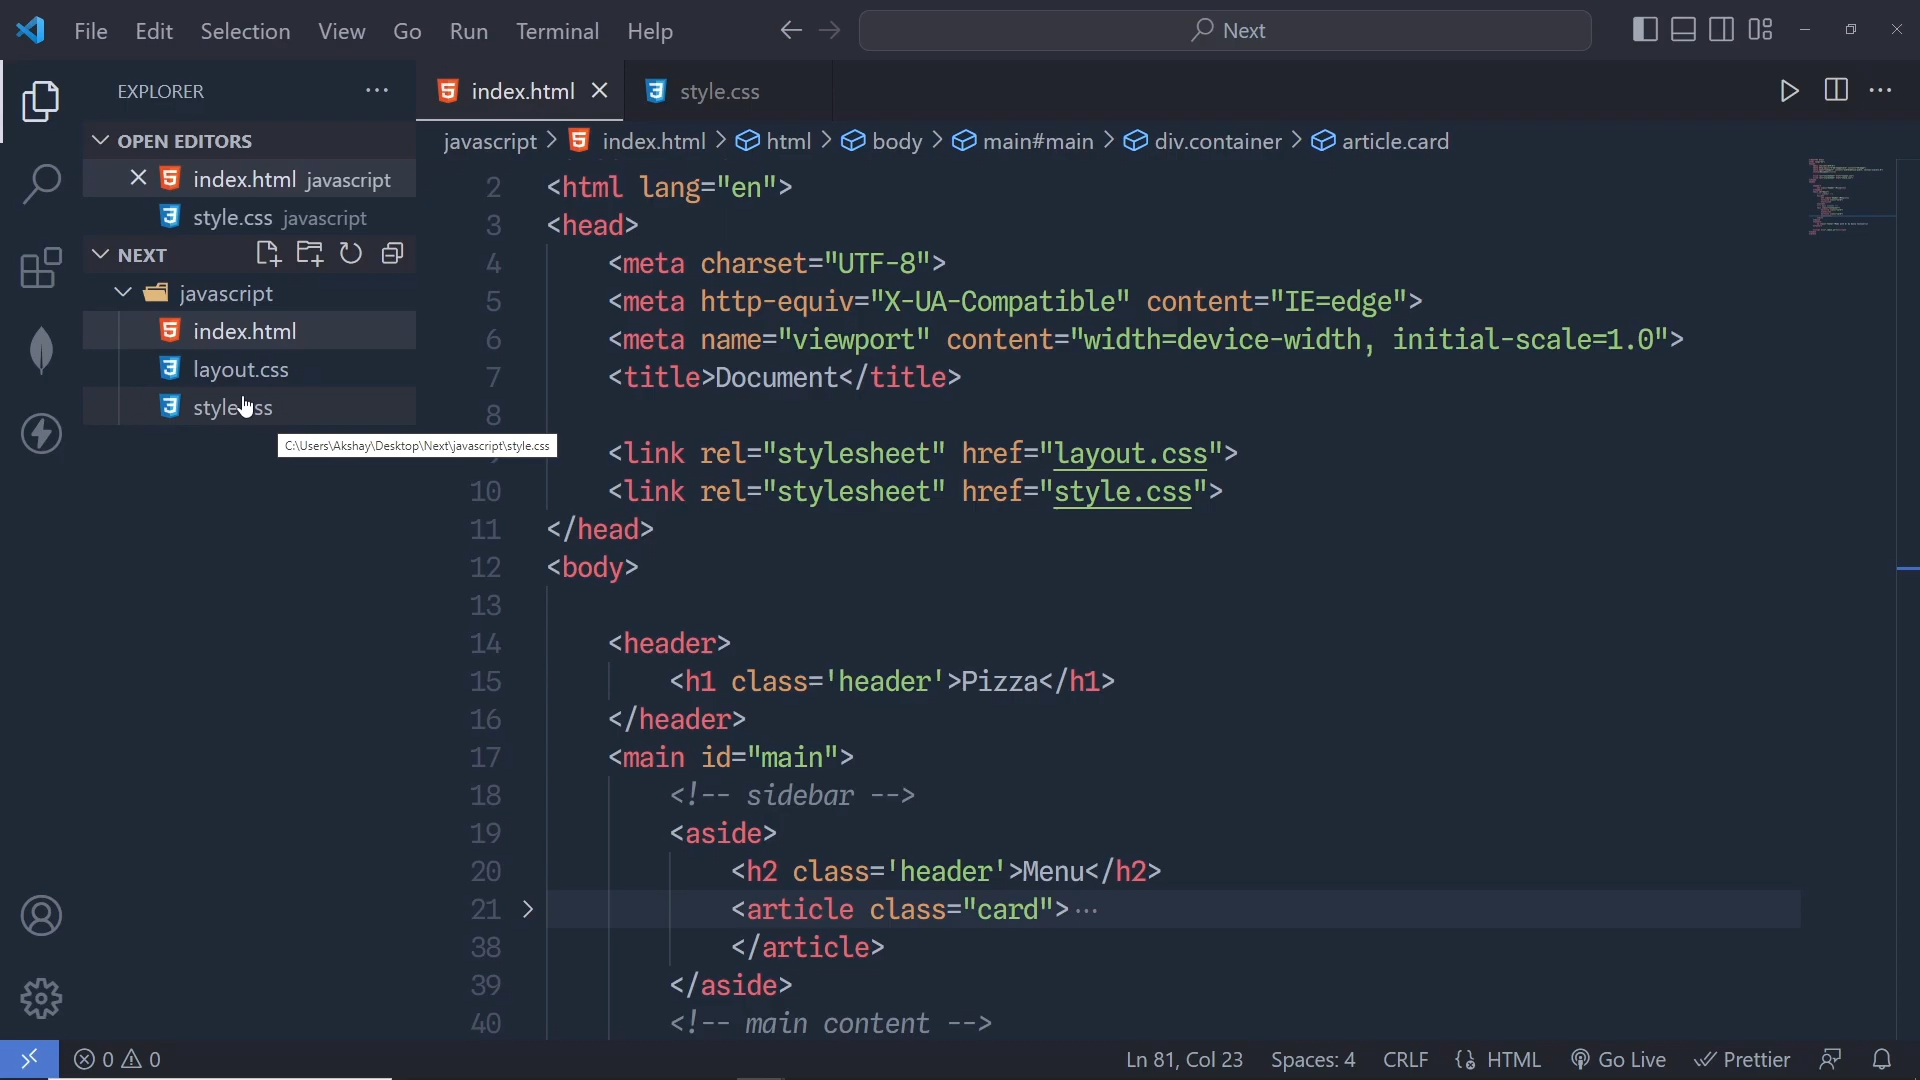 File Edit Selection View Go Run Terminal Help
Next
EXPLORER
OPEN EDITORS
index.html javascript
style.css javascript
NEXT
javascript
index.html
layout.css
C:\Users\Akshay\Desktop\Next\javascript\style.css
index.html
style.css
javascript > index.html > html > body > main#main > div.container > article.card
2 <html lang="en">
3 <head>
4 <meta charset="UTF-8">
5 <meta http-equiv="X-UA-Compatible" content="IE=edge">
6 <meta name="viewport" content="width=device-width, initial-scale=1.0">
7 <title>Document</title>
8
<link rel="stylesheet" href="layout.css">
10 <link rel="stylesheet" href="style.css">
11 </head>
12 <body>
13
14 <header>
15 <h1 class='header'>Pizza</h1>
16 </header>
17 <main id="main">
18 <!-- sidebar -->
19 <aside>
20 <h2 class='header'>Menu</h2>
21 <article class="card">···
38 </article>
39 </aside>
40 <!-- main content -->
0 0
Ln 81, Col 23 Spaces: 4 CRLF HTML Go Live Prettier